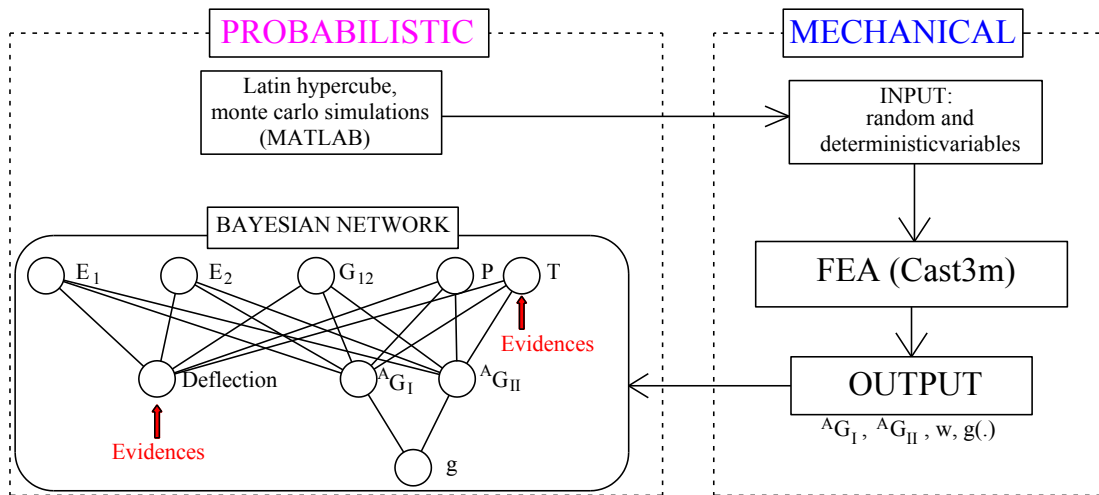 PROBABILISTIC
MECHANICAL
Latin hypercube,
monte carlo simulations
(MATLAB)
INPUT:
random and
deterministicvariables
BAYESIAN NETWORK
E1
E2
G12
P
T
FEA (Cast3m)
Evidences
Deflection
AGI
AGII
OUTPUT
AGI , AGII , w, g(.)
Evidences
g